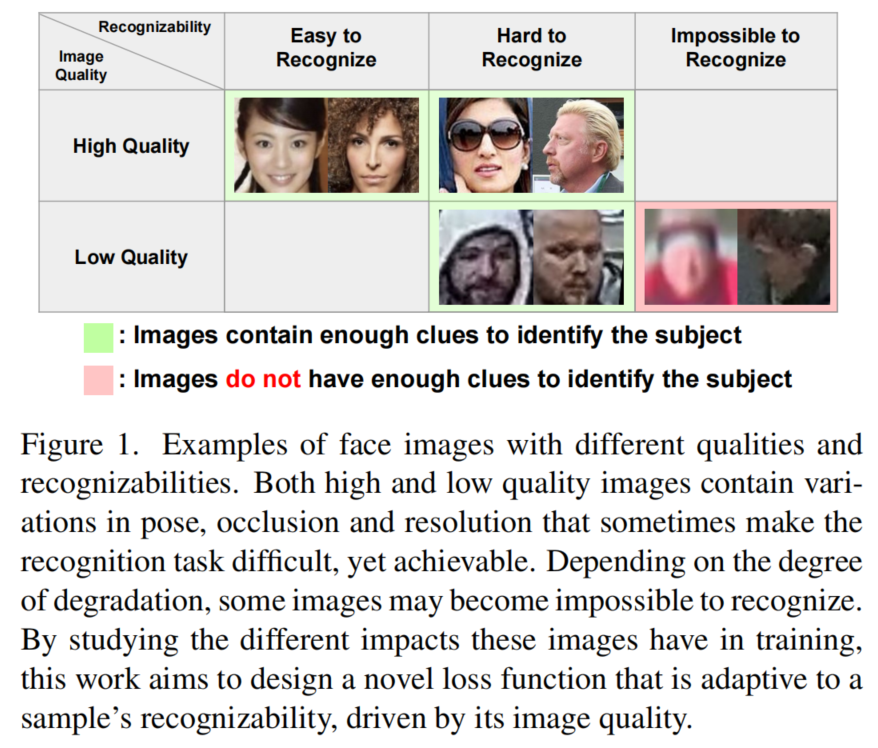 Recognizability
Image
Quality
Easy to
Recognize
Hard to
Recognize
Impossible to
Recognize
High Quality
Low Quality
: Images contain enough clues to identify the subject
: Images do not have enough clues to identify the subject
Figure 1. Examples of face images with different qualities and
recognizabilities. Both high and low quality images contain vari-
ations in pose, occlusion and resolution that sometimes make the
recognition task difficult, yet achievable. Depending on the degree
of degradation, some images may become impossible to recognize.
By studying the different impacts these images have in training,
this work aims to design a novel loss function that is adaptive to a
sample's recognizability, driven by its image quality.